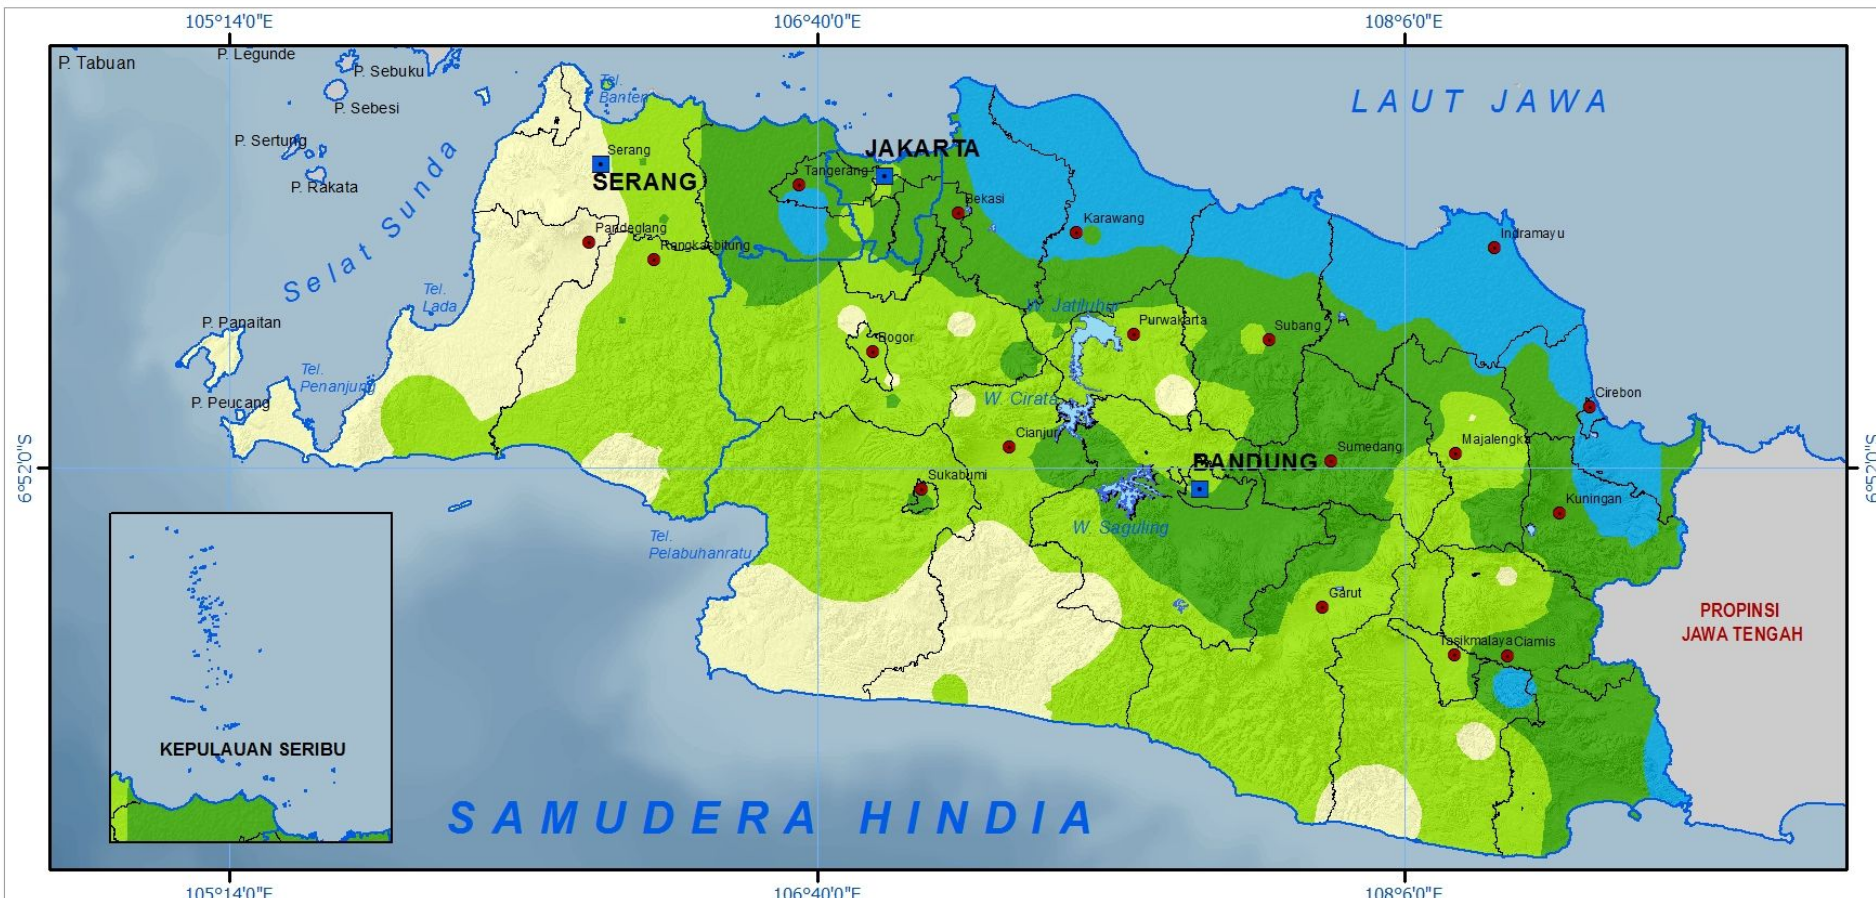 105°14'0"E
106°40'0"E
108°6'0"E
P. Tabuan
P. Legunde
P. Sebuku
P. Sebesi
P. Sertung
P. Rakata
Selat Sunda
Tel.
Banten
LAUT JAWA
Serang
SERANG
JAKARTA
Tangerang
Bekasi
Karawang
Indramayu
Pandeglang
Rangkasbitung
Tel.
Lada
P. Panaitan
Tel.
Penanjung
P. Peucang
W. Jatiluhur
Purwakarta
Subang
Bogor
W. Cirata
Cirebon
Cianjur
BANDUNG
Sumedang
Majalengka
Sukabumi
W. Saguling
Kuningan
6°52'0"S
6°52'0"S
Tel.
Pelabuhanratu
Garut
Tasikmalaya
Ciamis
PROPINSI
JAWA TENGAH
KEPULAUAN SERIBU
SAMUDERA HINDIA
105°14'0"E
106°40'0"E
108°6'0"E